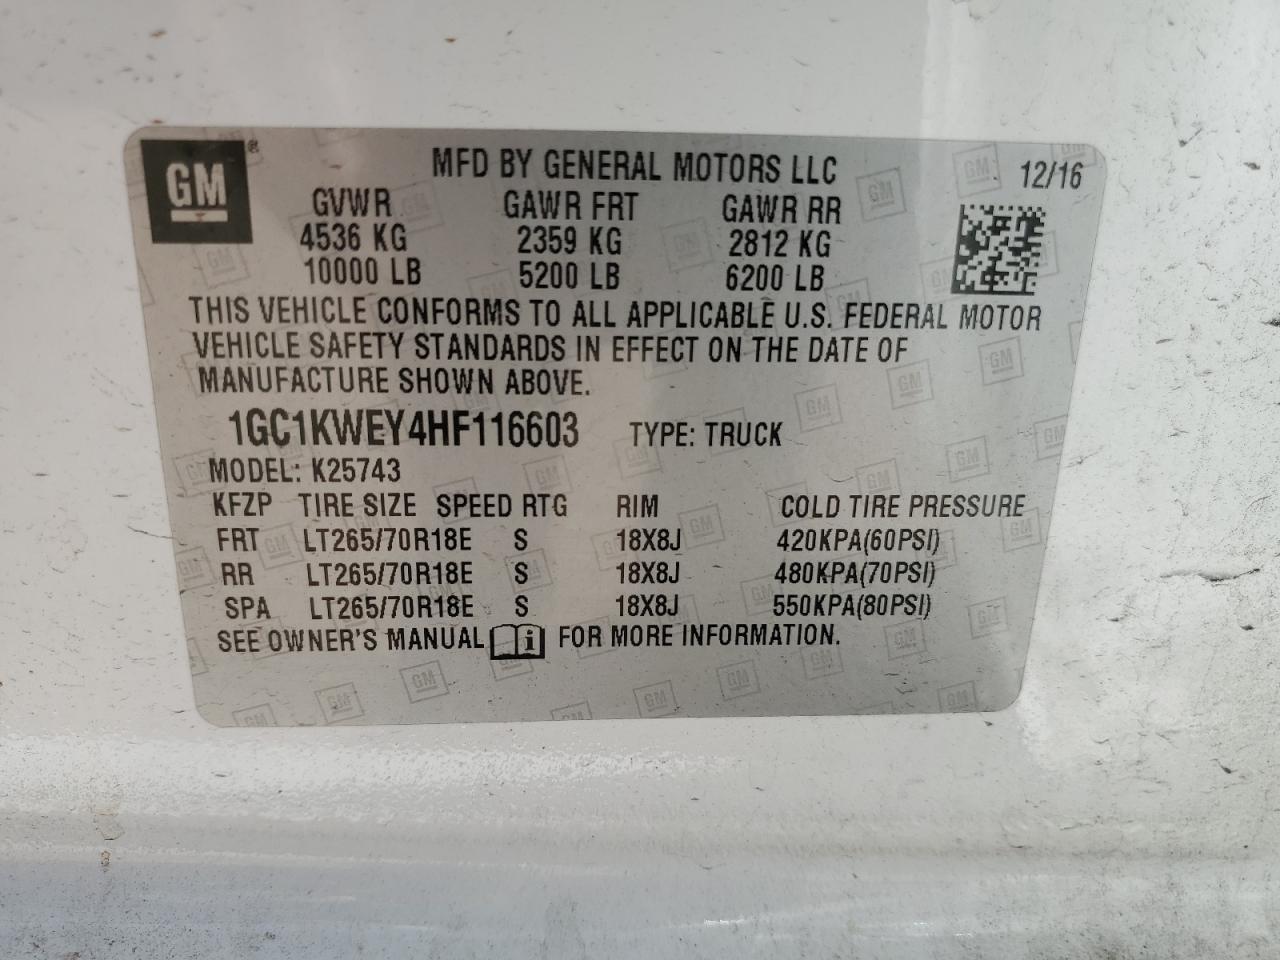 GM ® MFD BY GENERAL MOTORS LLC 12/16
GVWR GAWR FRT GAWR RR
4536 KG 2359 KG 2812 KG
10000 LB 5200 LB 6200 LB
THIS VEHICLE CONFORMS TO ALL APPLICABLE U.S. FEDERAL MOTOR
VEHICLE SAFETY STANDARDS IN EFFECT ON THE DATE OF
MANUFACTURE SHOWN ABOVE.
1GC1KWEY4HF116603 TYPE: TRUCK
MODEL: K25743
KFZP TIRE SIZE SPEED RTG RIM COLD TIRE PRESSURE
FRT LT265/70R18E S 18X8J 420KPA(60PSI)
RR LT265/70R18E S 18X8J 480KPA(70PSI)
SPA LT265/70R18E S 18X8J 550KPA(80PSI)
SEE OWNER'S MANUAL i FOR MORE INFORMATION.